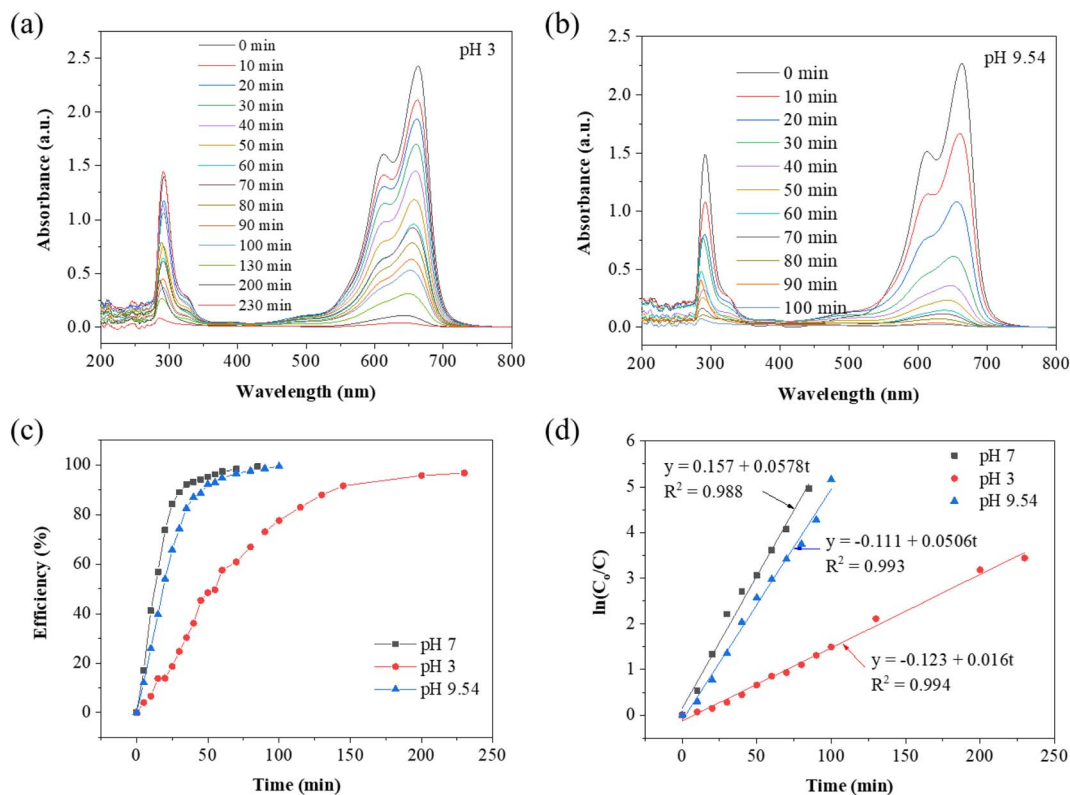 (a)
pH 3
0 min
10 min
20 min
30 min
40 min
50 min
60 min
70 min
80 min
90 min
100 min
130 min
200 min
230 min
2.5
2.0
1.5
1.0
0.5
0.0
Absorbance (a.u.)
200 300 400 500 600 700 800
Wavelength (nm)
(b)
pH 9.54
0 min
10 min
20 min
30 min
40 min
50 min
60 min
70 min
80 min
90 min
100 min
2.5
2.0
1.5
1.0
0.5
0.0
Absorbance (a.u.)
200 300 400 500 600 700 800
Wavelength (nm)
(c)
120
100
80
60
40
20
0
Efficiency (%)
pH 7
pH 3
pH 9.54
0 50 100 150 200 250
Time (min)
(d)
6
5
4
3
2
1
0
ln(C₀/C)
pH 7
pH 3
pH 9.54
y = 0.157 + 0.0578t
R² = 0.988
y = -0.111 + 0.0506t
R² = 0.993
y = -0.123 + 0.016t
R² = 0.994
0 50 100 150 200 250
Time (min)